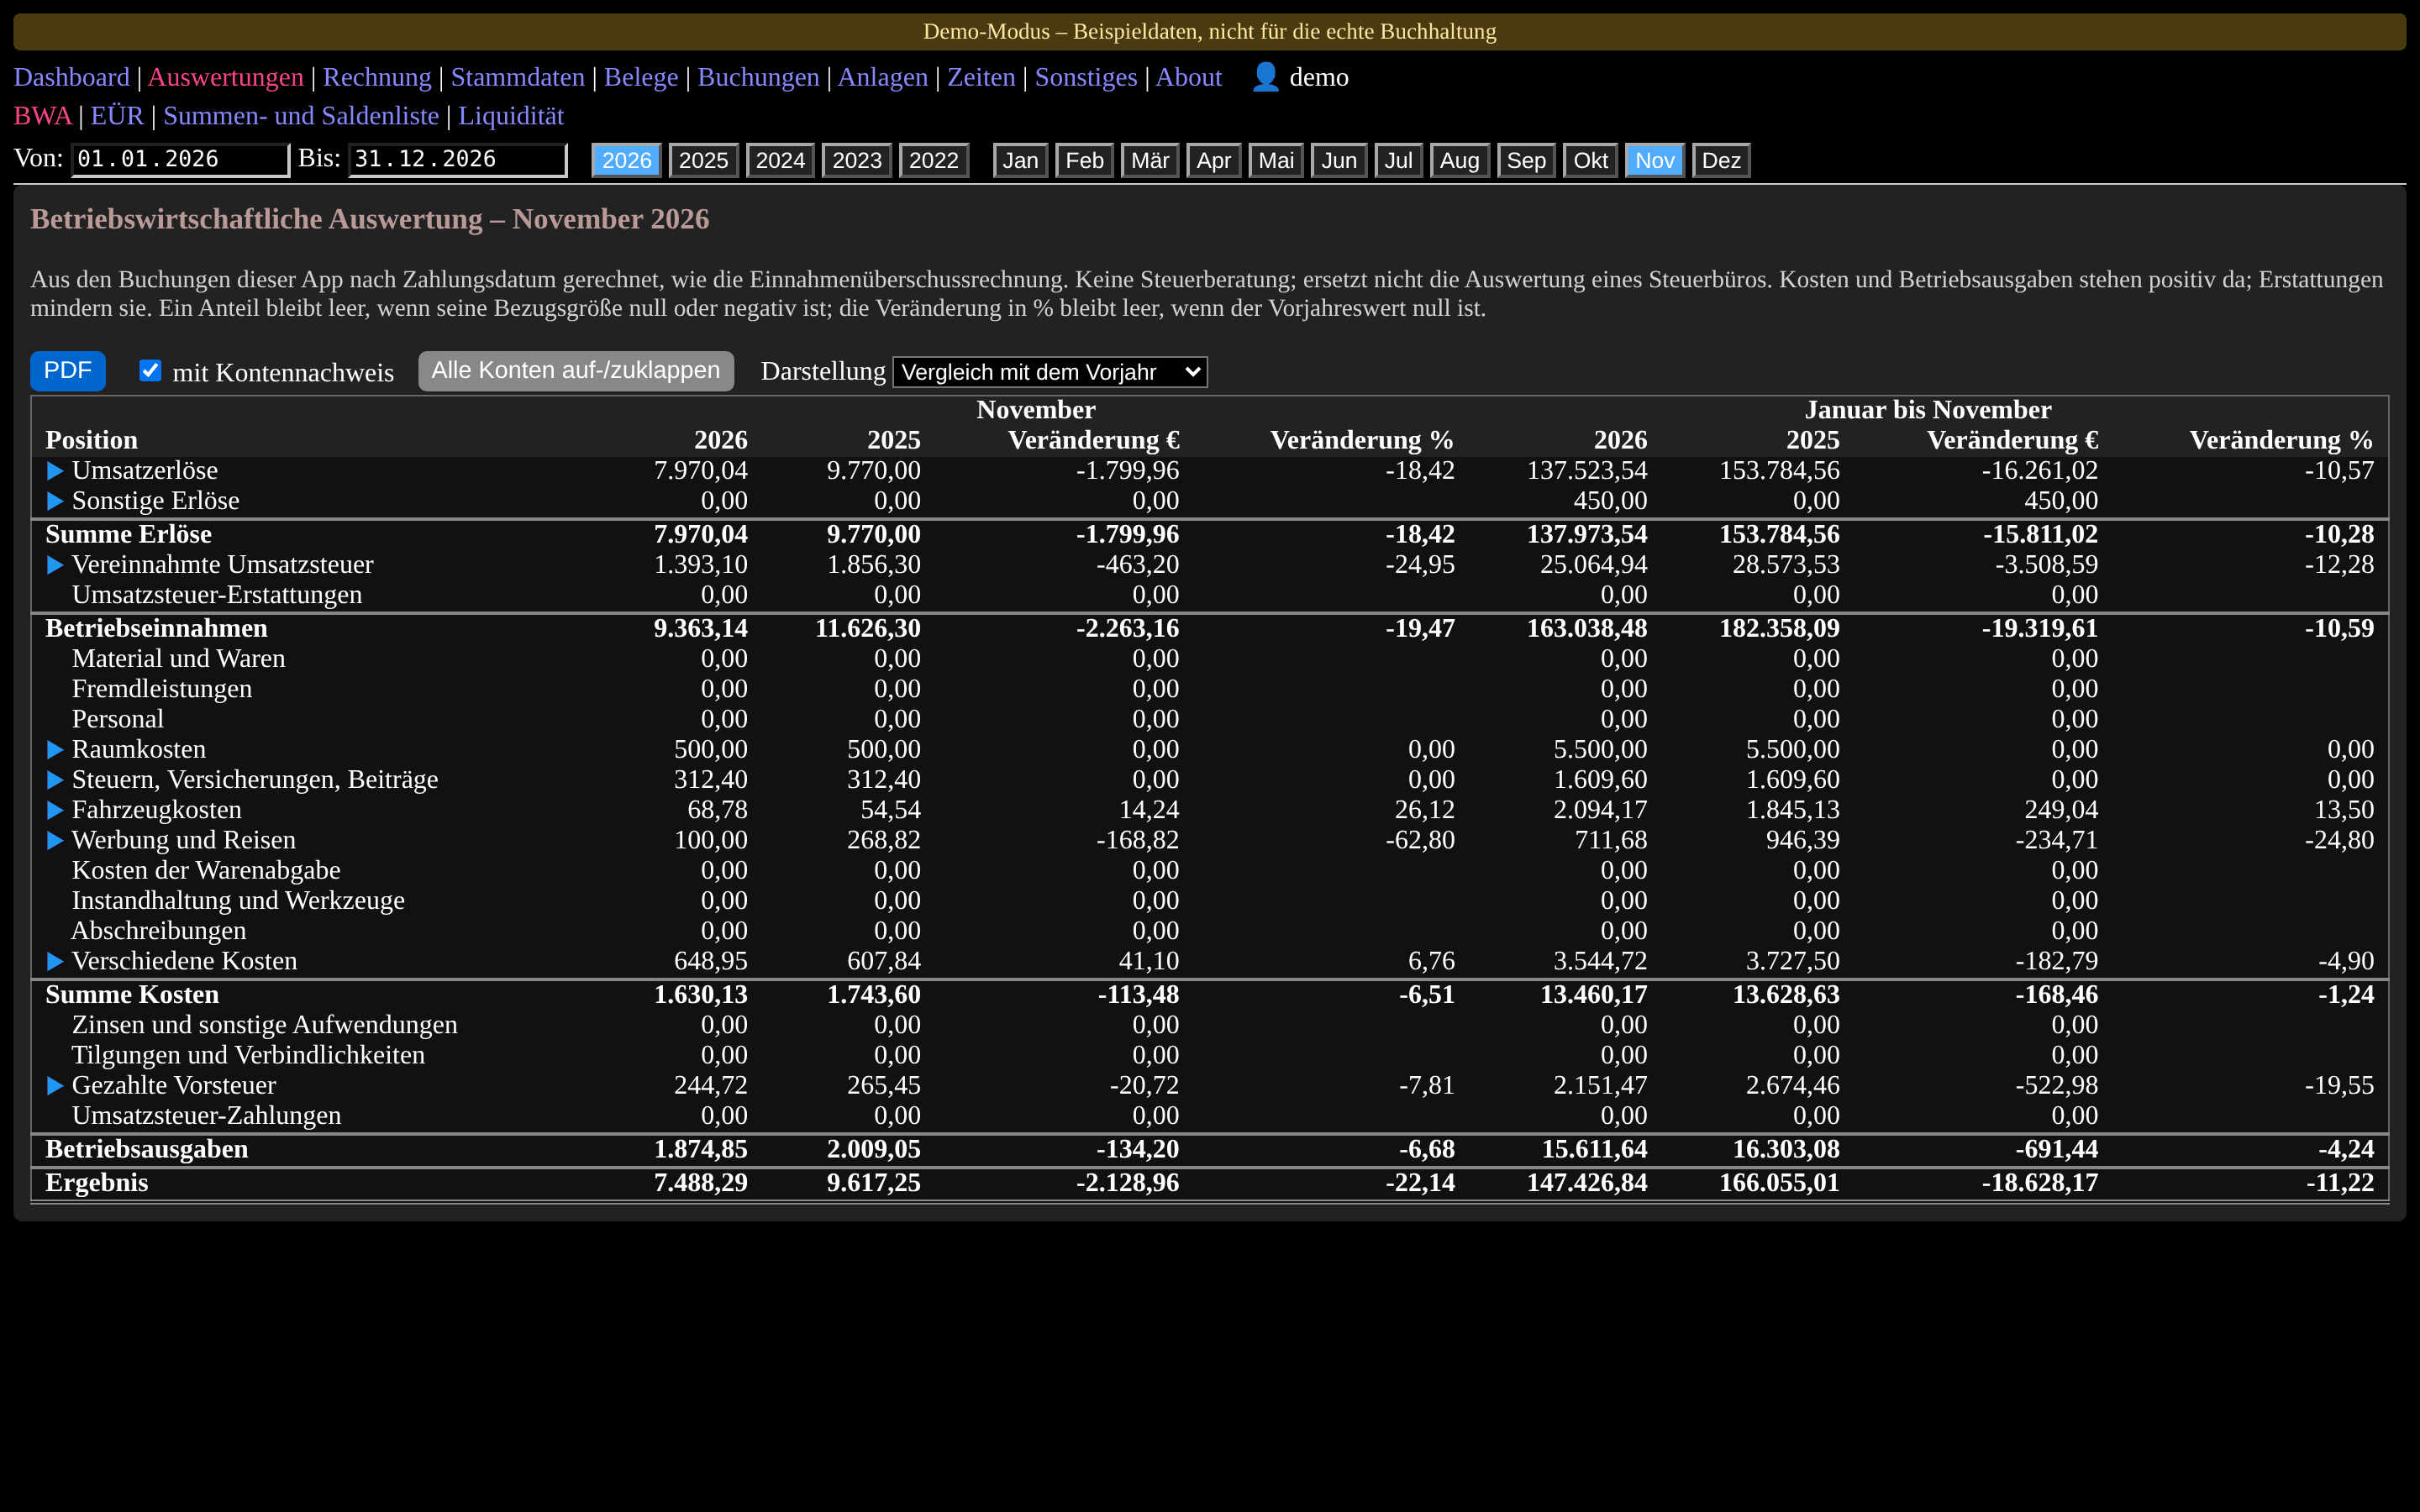 Demo-Modus – Beispieldaten, nicht für die echte Buchhaltung
Dashboard | Auswertungen | Rechnung | Stammdaten | Belege | Buchungen | Anlagen | Zeiten | Sonstiges | About 👤 demo
BWA | EÜR | Summen- und Saldenliste | Liquidität
Von: 01.01.2026 Bis: 31.12.2026 2026 2025 2024 2023 2022 Jan Feb Mär Apr Mai Jun Jul Aug Sep Okt Nov Dez
Betriebswirtschaftliche Auswertung – November 2026
Aus den Buchungen dieser App nach Zahlungsdatum gerechnet, wie die Einnahmenüberschussrechnung. Keine Steuerberatung; ersetzt nicht die Auswertung eines Steuerbüros. Kosten und Betriebsausgaben stehen positiv da; Erstattungen
mindern sie. Ein Anteil bleibt leer, wenn seine Bezugsgröße null oder negativ ist; die Veränderung in % bleibt leer, wenn der Vorjahreswert null ist.
PDF mit Kontennachweis Alle Konten auf-/zuklappen Darstellung Vergleich mit dem Vorjahr
November Januar bis November
Position 2026 2025 Veränderung € Veränderung % 2026 2025 Veränderung € Veränderung %
▶ Umsatzerlöse 7.970,04 9.770,00 -1.799,96 -18,42 137.523,54 153.784,56 -16.261,02 -10,57
▶ Sonstige Erlöse 0,00 0,00 0,00 450,00 0,00 450,00
Summe Erlöse 7.970,04 9.770,00 -1.799,96 -18,42 137.973,54 153.784,56 -15.811,02 -10,28
▶ Vereinnahmte Umsatzsteuer 1.393,10 1.856,30 -463,20 -24,95 25.064,94 28.573,53 -3.508,59 -12,28
Umsatzsteuer-Erstattungen 0,00 0,00 0,00 0,00 0,00 0,00
Betriebseinnahmen 9.363,14 11.626,30 -2.263,16 -19,47 163.038,48 182.358,09 -19.319,61 -10,59
Material und Waren 0,00 0,00 0,00 0,00 0,00 0,00
Fremdleistungen 0,00 0,00 0,00 0,00 0,00 0,00
Personal 0,00 0,00 0,00 0,00 0,00 0,00
▶ Raumkosten 500,00 500,00 0,00 0,00 5.500,00 5.500,00 0,00 0,00
▶ Steuern, Versicherungen, Beiträge 312,40 312,40 0,00 0,00 1.609,60 1.609,60 0,00 0,00
▶ Fahrzeugkosten 68,78 54,54 14,24 26,12 2.094,17 1.845,13 249,04 13,50
▶ Werbung und Reisen 100,00 268,82 -168,82 -62,80 711,68 946,39 -234,71 -24,80
Kosten der Warenabgabe 0,00 0,00 0,00 0,00 0,00 0,00
Instandhaltung und Werkzeuge 0,00 0,00 0,00 0,00 0,00 0,00
Abschreibungen 0,00 0,00 0,00 0,00 0,00 0,00
▶ Verschiedene Kosten 648,95 607,84 41,10 6,76 3.544,72 3.727,50 -182,79 -4,90
Summe Kosten 1.630,13 1.743,60 -113,48 -6,51 13.460,17 13.628,63 -168,46 -1,24
Zinsen und sonstige Aufwendungen 0,00 0,00 0,00 0,00 0,00 0,00
Tilgungen und Verbindlichkeiten 0,00 0,00 0,00 0,00 0,00 0,00
▶ Gezahlte Vorsteuer 244,72 265,45 -20,72 -7,81 2.151,47 2.674,46 -522,98 -19,55
Umsatzsteuer-Zahlungen 0,00 0,00 0,00 0,00 0,00 0,00
Betriebsausgaben 1.874,85 2.009,05 -134,20 -6,68 15.611,64 16.303,08 -691,44 -4,24
Ergebnis 7.488,29 9.617,25 -2.128,96 -22,14 147.426,84 166.055,01 -18.628,17 -11,22